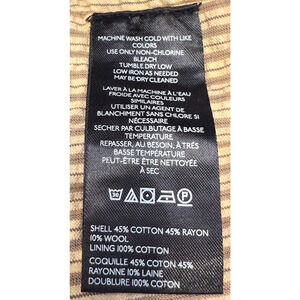 MACHINE WASH COLD WITH LIKE
COLORS
USE ONLY NON-CHLORINE
BLEACH
TUMBLE DRY LOW
LOW IRON AS NEEDED
MAY BE DRY CLEANED
LAVER À LA MACHINE À L'EAU
FROIDE AVEC COULEURS
SIMILAIRES
UTILISER UN AGENT DE
BLANCHIMENT SANS CHLORE SI
NÉCESSAIRE
SECHER PAR CULBUTAGE À BASSE
TEMPERATURE
REPASSER, AU BESOIN, À TRÈS
BASSE TEMPÉRATURE
PEUT-ÊTRE ÊTRE NETTOYÉE
À SEC
30
SHELL 45% COTTON 45% RAYON
10% WOOL
LINING 100% COTTON
COQUILLE 45% COTON 45%
RAYONNE 10% LAINE
DOUBLURE 100% COTON